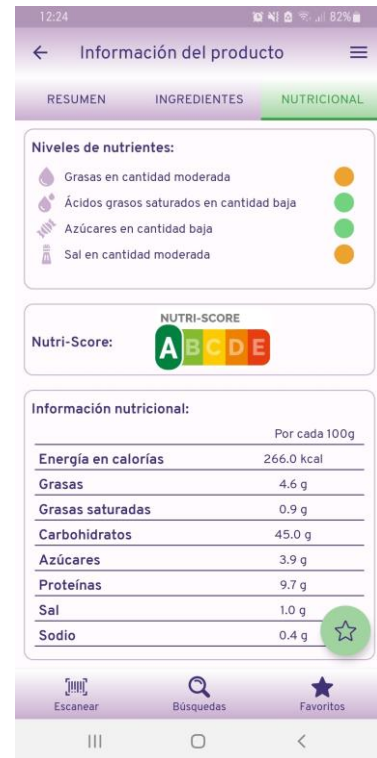 12:24 82%
Información del producto
RESUMEN INGREDIENTES NUTRICIONAL
Niveles de nutrientes:
Grasas en cantidad moderada
Ácidos grasos saturados en cantidad baja
Azúcares en cantidad baja
Sal en cantidad moderada
NUTRI-SCORE
Nutri-Score: A B C D E
Información nutricional:
Por cada 100g
Energía en calorías 266.0 kcal
Grasas 4.6 g
Grasas saturadas 0.9 g
Carbohidratos 45.0 g
Azúcares 3.9 g
Proteínas 9.7 g
Sal 1.0 g
Sodio 0.4 g
Escanear Búsquedas Favoritos